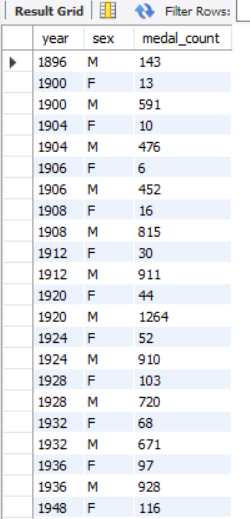 Result Grid Filter Rows:
year sex medal_count
1896 M 143
1900 F 13
1900 M 591
1904 F 10
1904 M 476
1906 F 6
1906 M 452
1908 F 16
1908 M 815
1912 F 30
1912 M 911
1920 F 44
1920 M 1264
1924 F 52
1924 M 910
1928 F 103
1928 M 720
1932 F 68
1932 M 671
1936 F 97
1936 M 928
1948 F 116